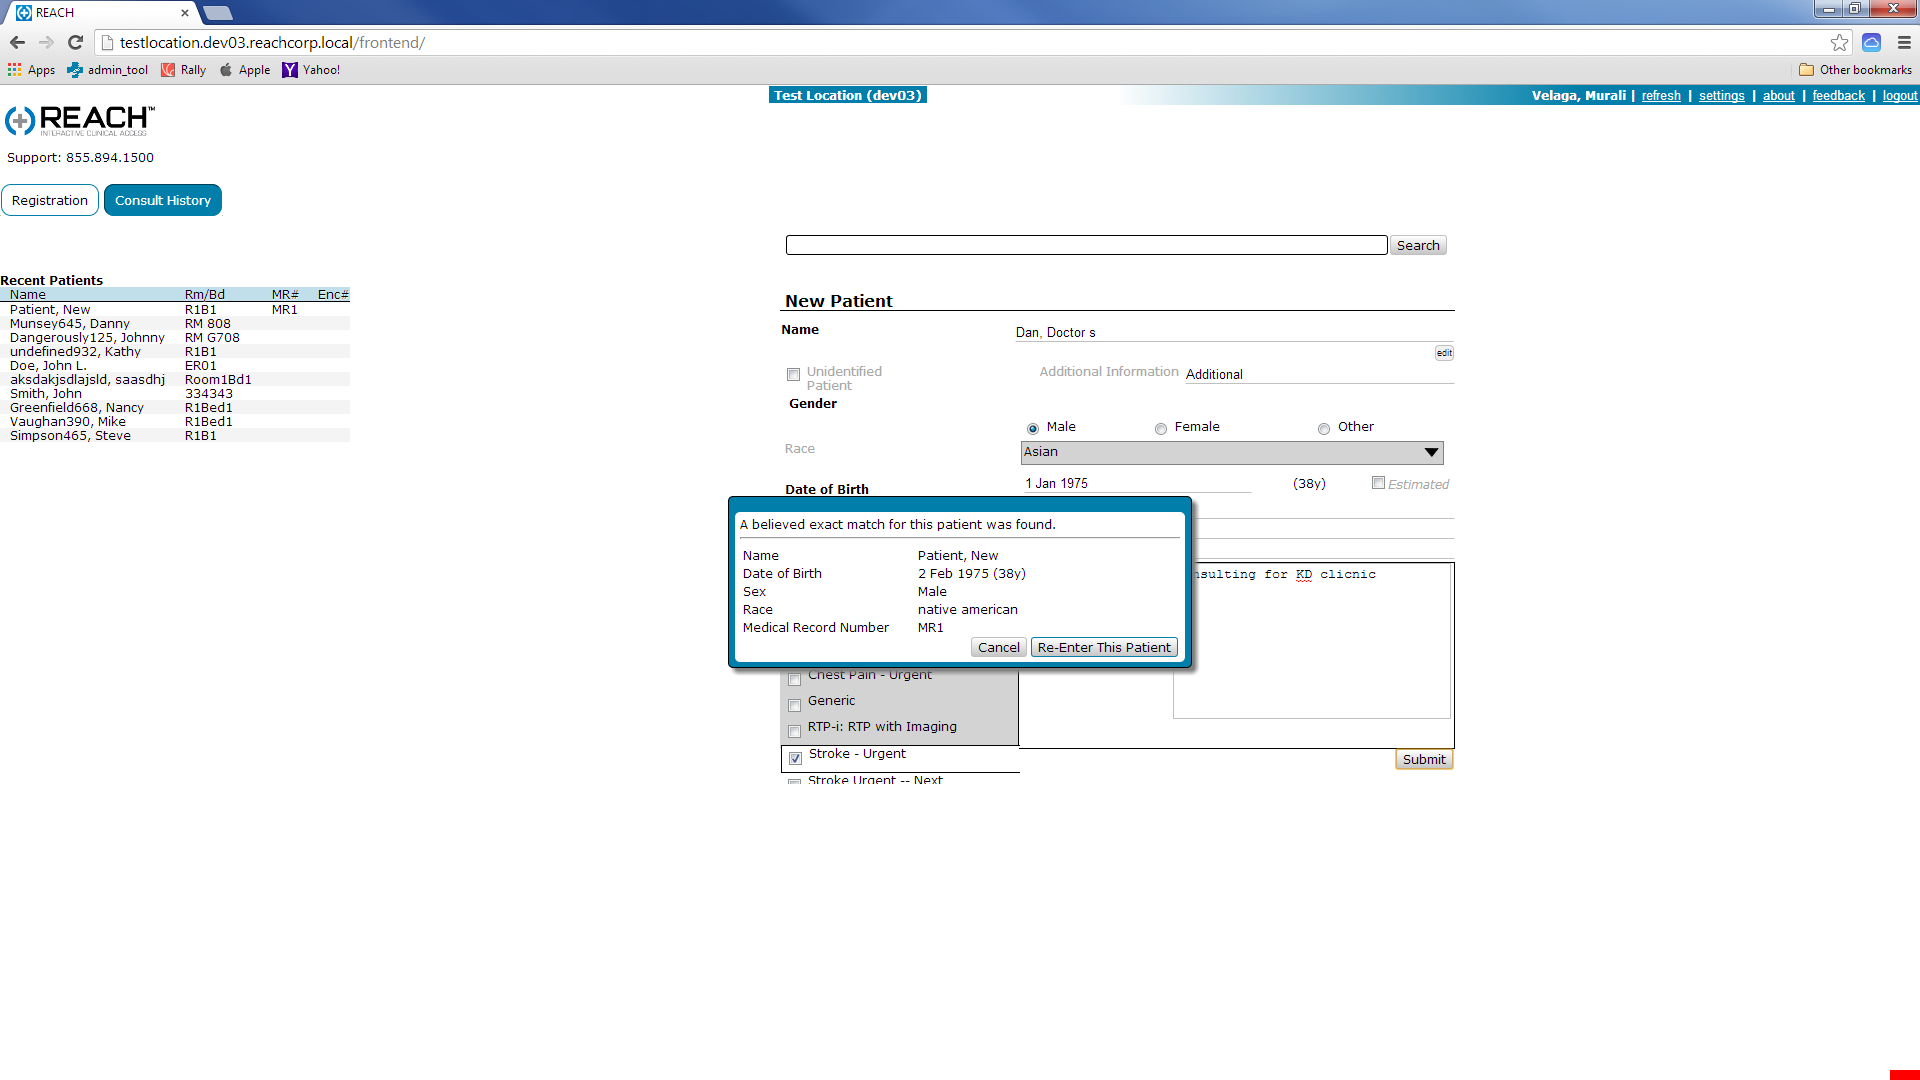 REACH
testlocation.dev03.reachcorp.local/frontend/
Apps admin_tool Rally Apple Yahoo! Other bookmarks
Test Location (dev03) Velaga, Murali | refresh | settings | about | feedback | logout
REACH™
INTERACTIVE CLINICAL ACCESS
Support: 855.894.1500
Registration Consult History
Search
Recent Patients
Name Rm/Bd MR# Enc#
Patient, New R1B1 MR1
Munsey645, Danny RM 808
Dangerously125, Johnny RM G708
undefined932, Kathy R1B1
Doe, John L. ER01
aksdakjsdlajsld, saasdhj Room1Bd1
Smith, John 334343
Greenfield668, Nancy R1Bed1
Vaughan390, Mike R1Bed1
Simpson465, Steve R1B1
New Patient
Name Dan, Doctor s
edit
Unidentified
Patient
Additional Information Additional
Gender
Male Female Other
Race Asian
Date of Birth 1 Jan 1975 (38y) Estimated
A believed exact match for this patient was found.
Name Patient, New
Date of Birth 2 Feb 1975 (38y)
Sex Male
Race native american
Medical Record Number MR1
Cancel Re-Enter This Patient
nsulting for KD clicnic
Chest Pain - Urgent
Generic
RTP-i: RTP with Imaging
Stroke - Urgent
Stroke Urgent -- Next
Submit